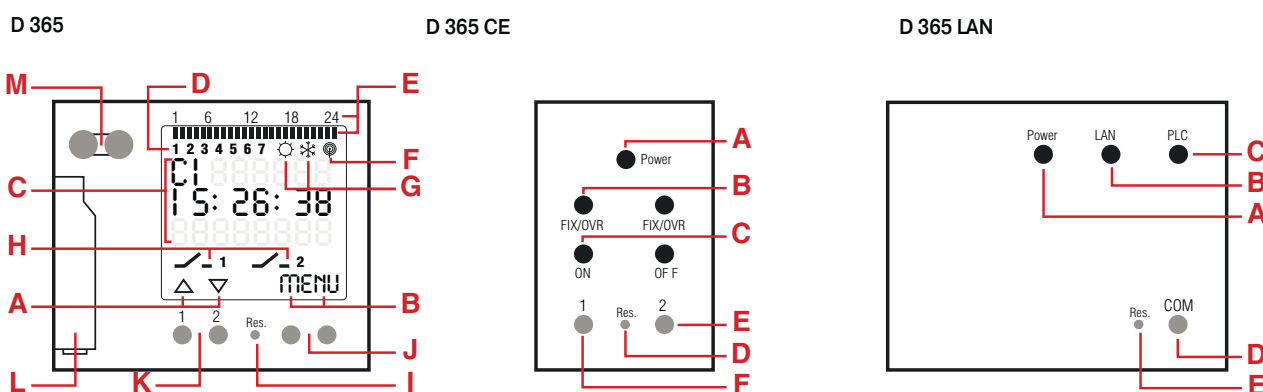 D 365
D 365 CE
D 365 LAN
M
D
E
1 6 12 18 24
1 2 3 4 5 6 7
F
G
C
C1
15: 26: 38
H
1 2
A
MENU
B
1 2 Res.
J
L
K
I
A
Power
B
FIX/OVR FIX/OVR
C
ON OF F
1 Res. 2
E
D
F
Power LAN PLC
C
B
A
Res. COM
D
E